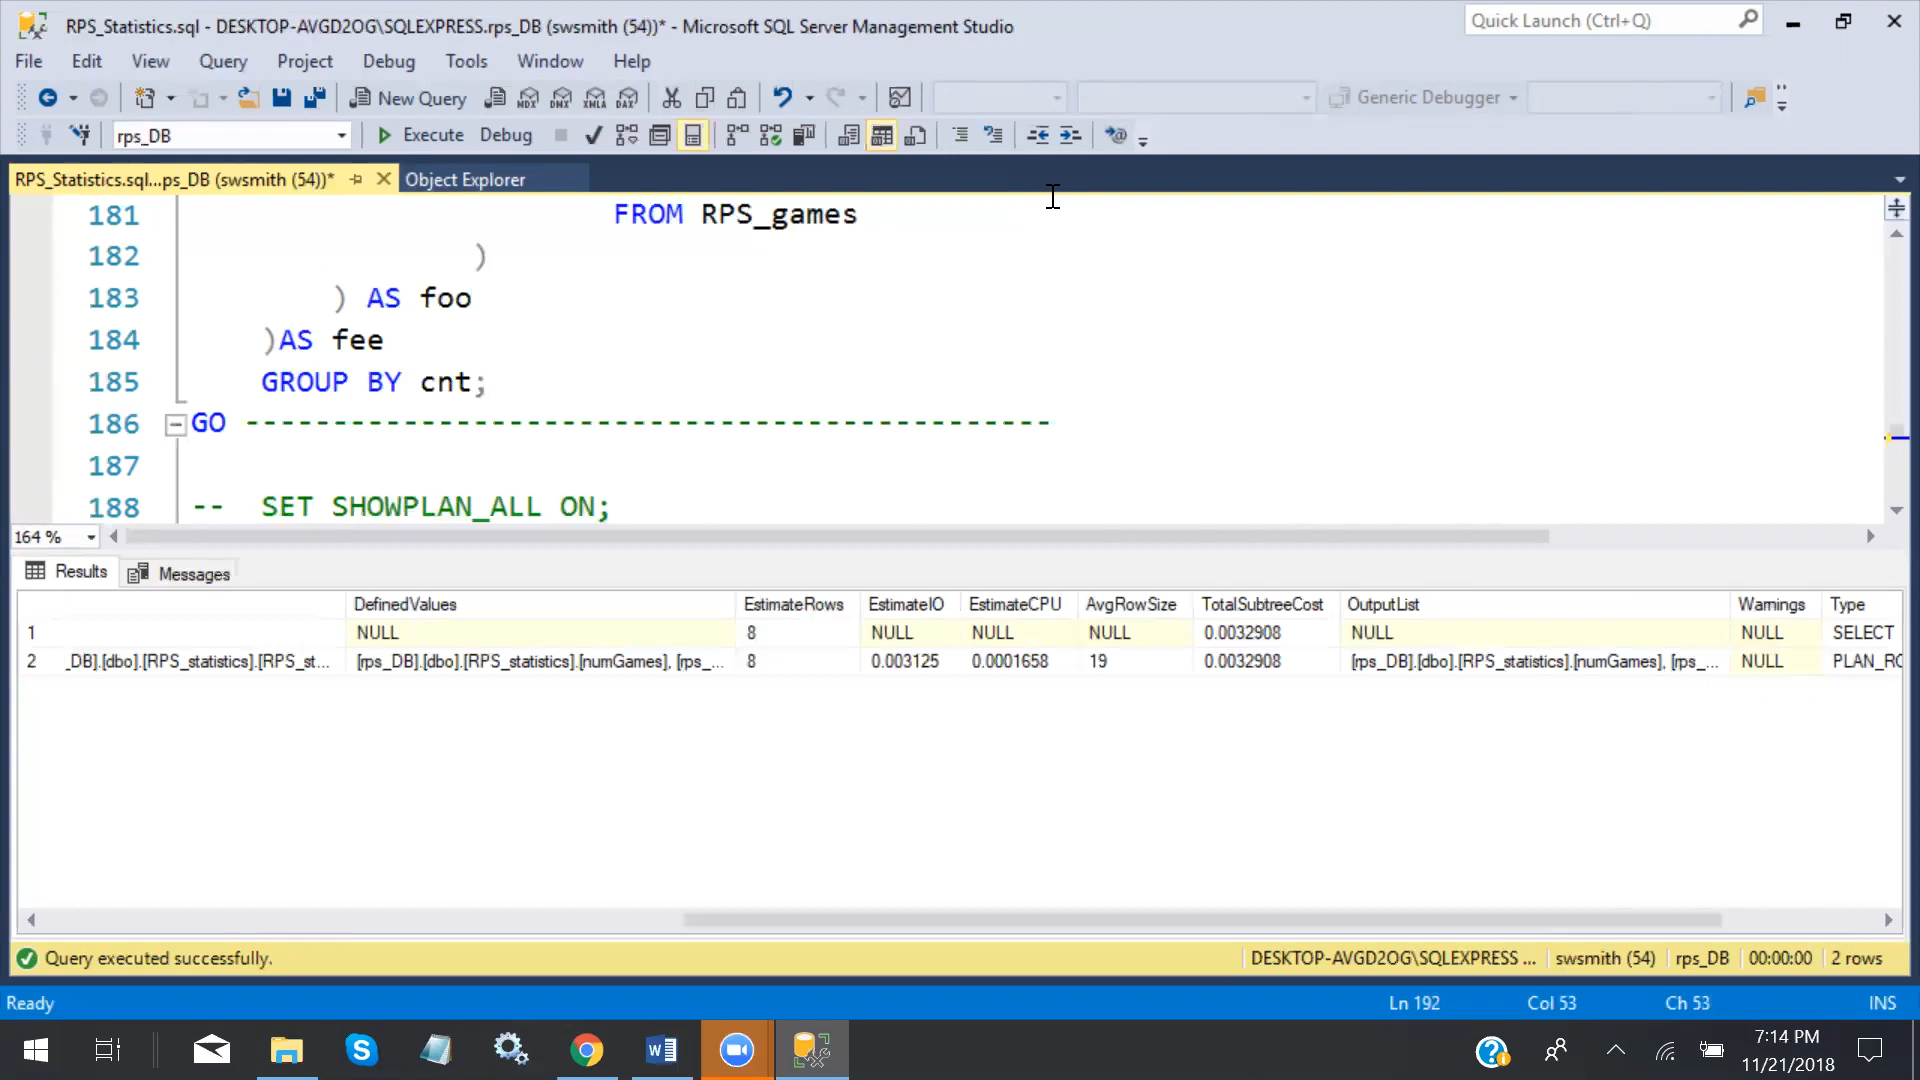 RPS_Statistics.sql - DESKTOP-AVGD2OG\SQLEXPRESS.rps_DB (swsmith (54))* - Microsoft SQL Server Management Studio
Quick Launch (Ctrl+Q)
File Edit View Query Project Debug Tools Window Help
New Query MDX DMX XMLA DAX Generic Debugger
rps_DB Execute Debug
RPS_Statistics.sql...ps_DB (swsmith (54))* Object Explorer
181 FROM RPS_games
182 )
183 ) AS foo
184 )AS fee
185 GROUP BY cnt;
186 GO ----------------------------------------------
187
188 -- SET SHOWPLAN_ALL ON;
164 %
Results Messages
DefinedValues EstimateRows EstimateIO EstimateCPU AvgRowSize TotalSubtreeCost OutputList Warnings Type
1 NULL 8 NULL NULL NULL 0.0032908 NULL NULL SELECT
2 _DB].[dbo].[RPS_statistics].[RPS_st... [rps_DB].[dbo].[RPS_statistics].[numGames], [rps_... 8 0.003125 0.0001658 19 0.0032908 [rps_DB].[dbo].[RPS_statistics].[numGames], [rps_... NULL PLAN_RO
Query executed successfully. DESKTOP-AVGD2OG\SQLEXPRESS ... swsmith (54) rps_DB 00:00:00 2 rows
Ready Ln 192 Col 53 Ch 53 INS
7:14 PM
11/21/2018